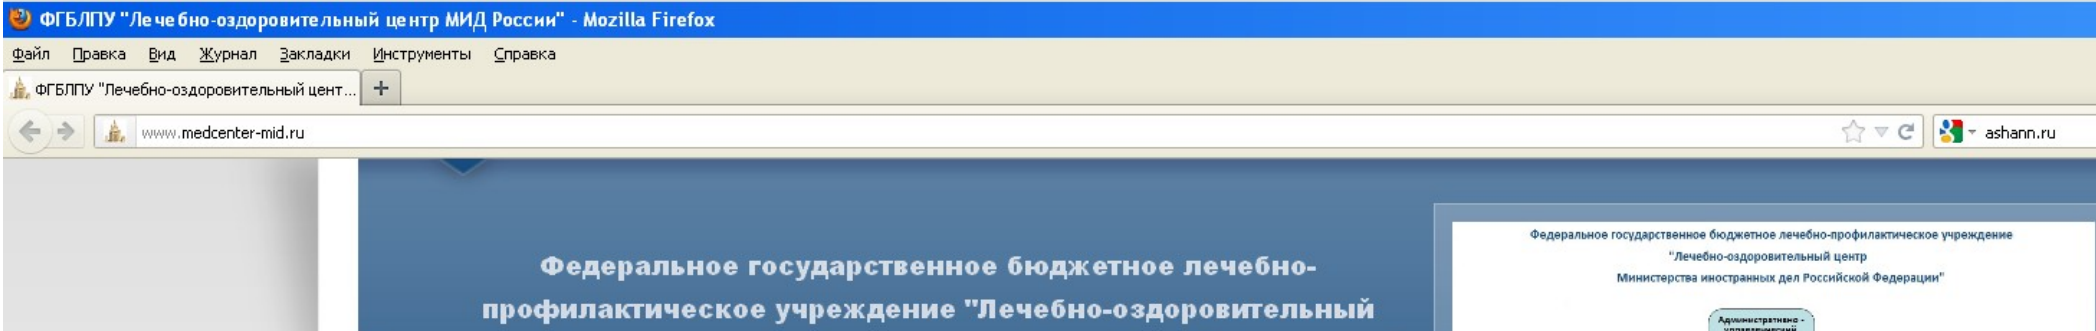 ФГБЛПУ "Лечебно-оздоровительный центр МИД России" - Mozilla Firefox
Файл Правка Вид Журнал Закладки Инструменты Справка
ФГБЛПУ "Лечебно-оздоровительный цент... +
www.medcenter-mid.ru ashann.ru
Федеральное государственное бюджетное лечебно-
профилактическое учреждение "Лечебно-оздоровительный
Федеральное государственное бюджетное лечебно-профилактическое учреждение
"Лечебно-оздоровительный центр
Министерства иностранных дел Российской Федерации"
Административно -
управленческий